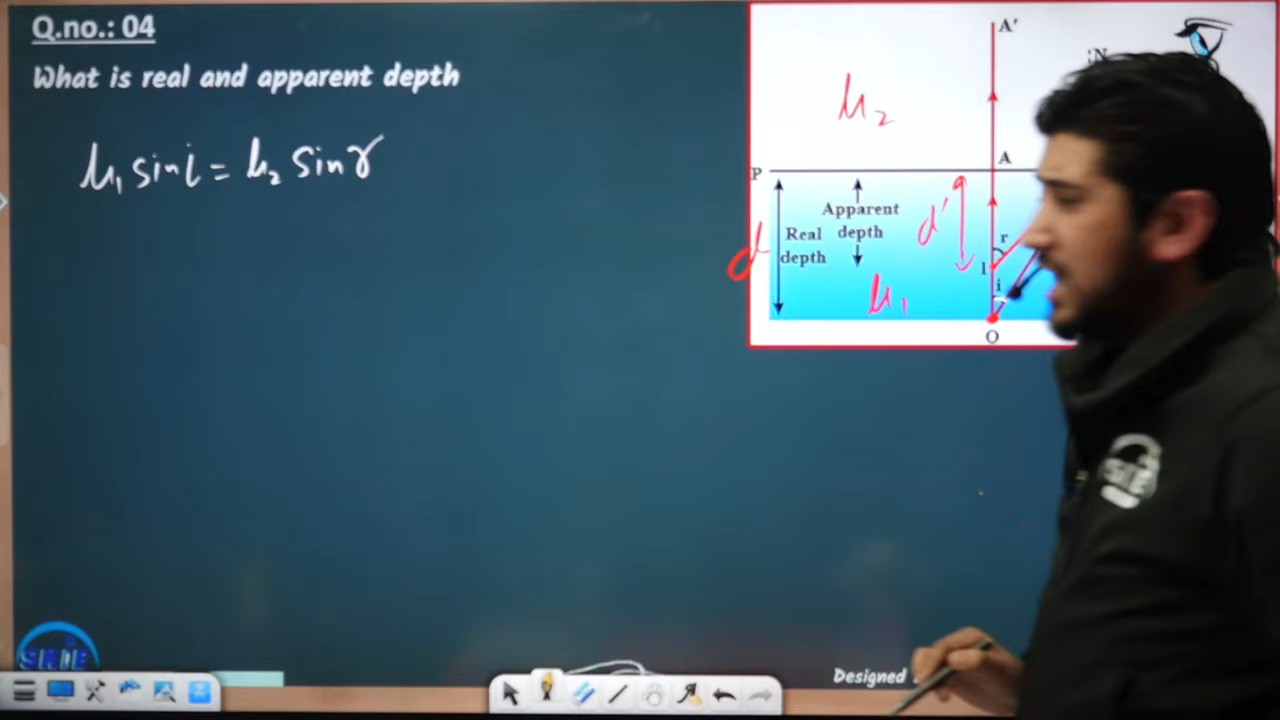 Q.no.: 04
What is real and apparent depth
μ₁ sin i = μ₂ sin r
A'
:N
μ₂
P
A
Apparent
depth
Real
depth
d'
d
r
I
i
μ₁
O
SHIE
Designed